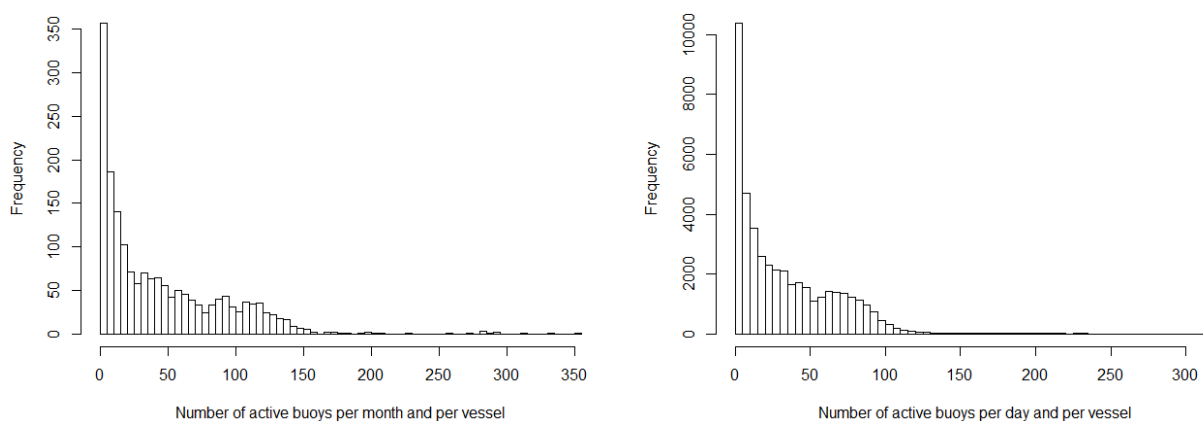 350
300
250
200
150
100
50
0
Frequency
0 50 100 150 200 250 300 350
Number of active buoys per month and per vessel
10000
8000
6000
4000
2000
0
Frequency
0 50 100 150 200 250 300
Number of active buoys per day and per vessel